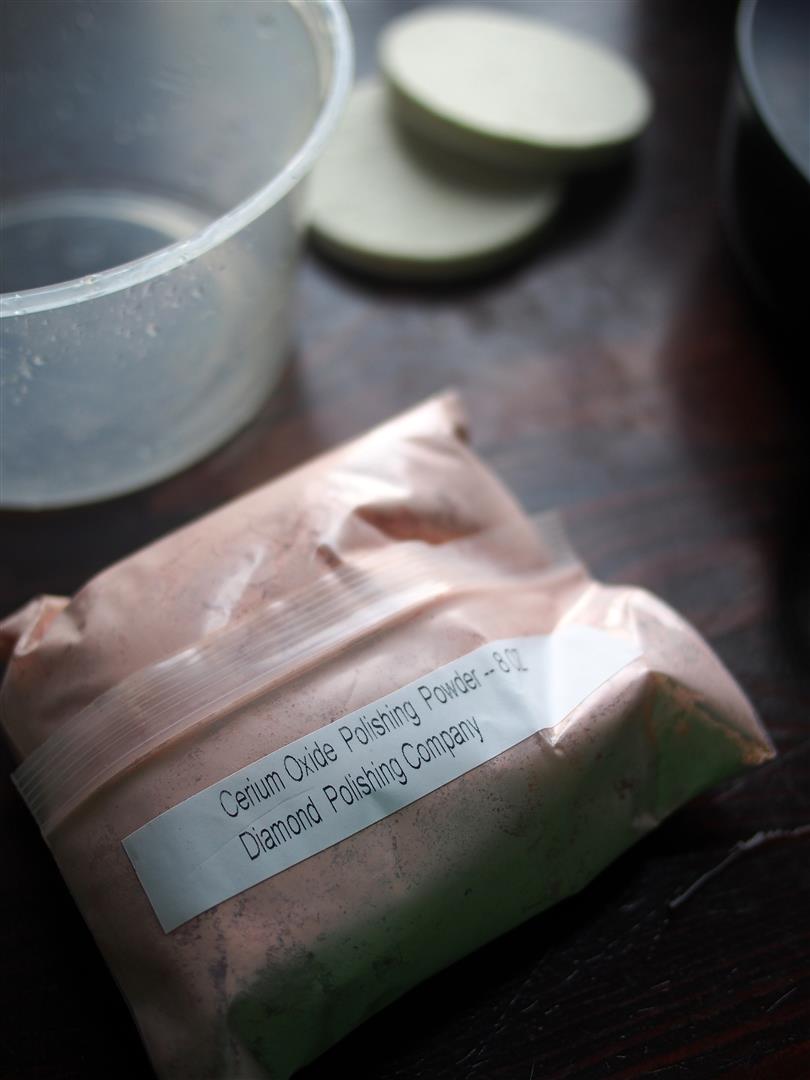 Cerium Oxide Polishing Powder -- 8 oz
Diamond Polishing Company